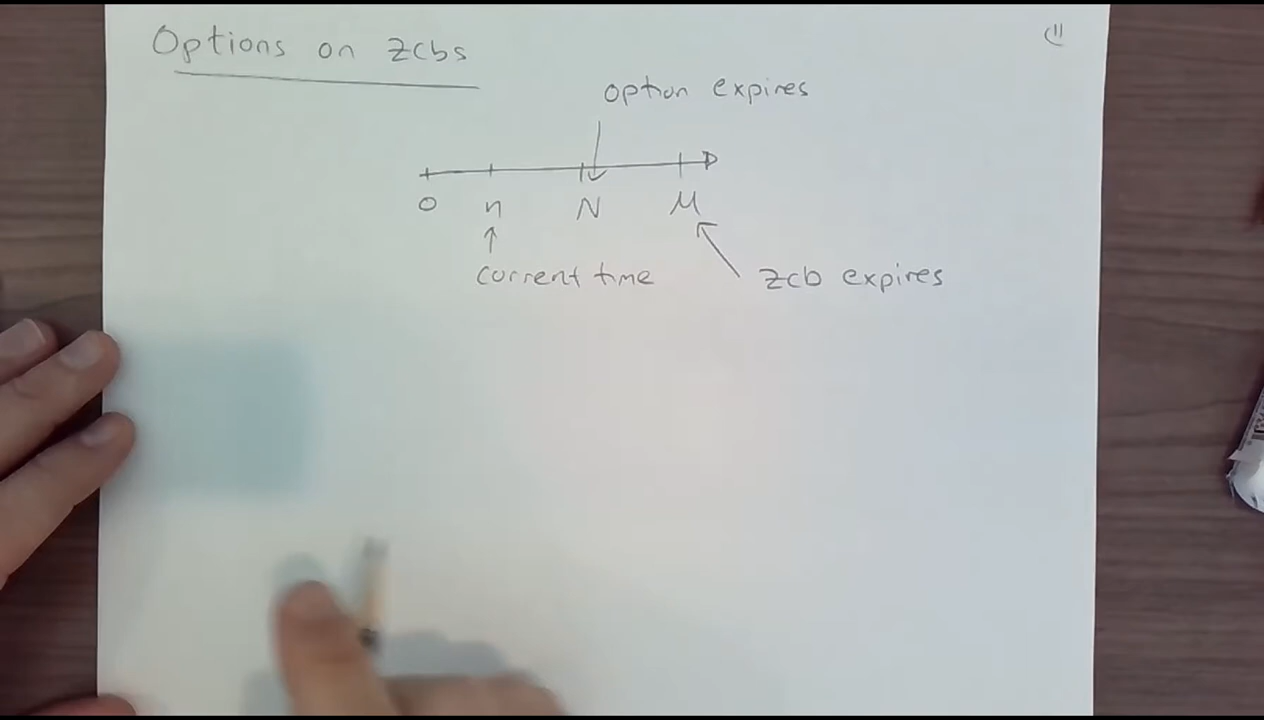 Options on zcbs
option expires
0 n N M
current time
zcb expires